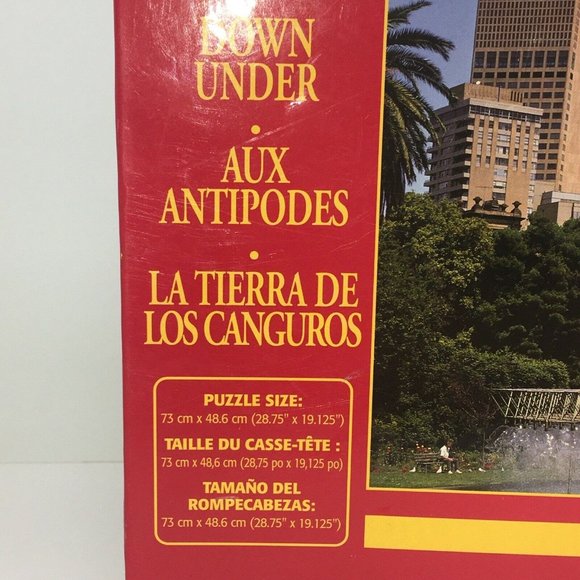 DOWN
UNDER
•
AUX
ANTIPODES
•
LA TIERRA DE
LOS CANGUROS
PUZZLE SIZE:
73 cm x 48.6 cm (28.75" x 19.125")
TAILLE DU CASSE-TÊTE :
73 cm x 48,6 cm (28,75 po x 19,125 po)
TAMAÑO DEL
ROMPECABEZAS:
73 cm x 48.6 cm (28.75" x 19.125")